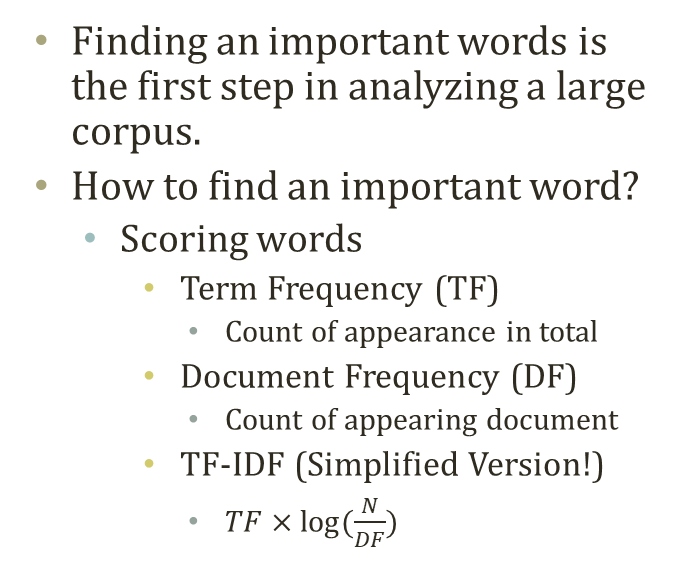 • Finding an important words is
the first step in analyzing a large
corpus.
• How to find an important word?
• Scoring words
• Term Frequency (TF)
• Count of appearance in total
• Document Frequency (DF)
• Count of appearing document
• TF-IDF (Simplified Version!)
• TF × log(N/DF)